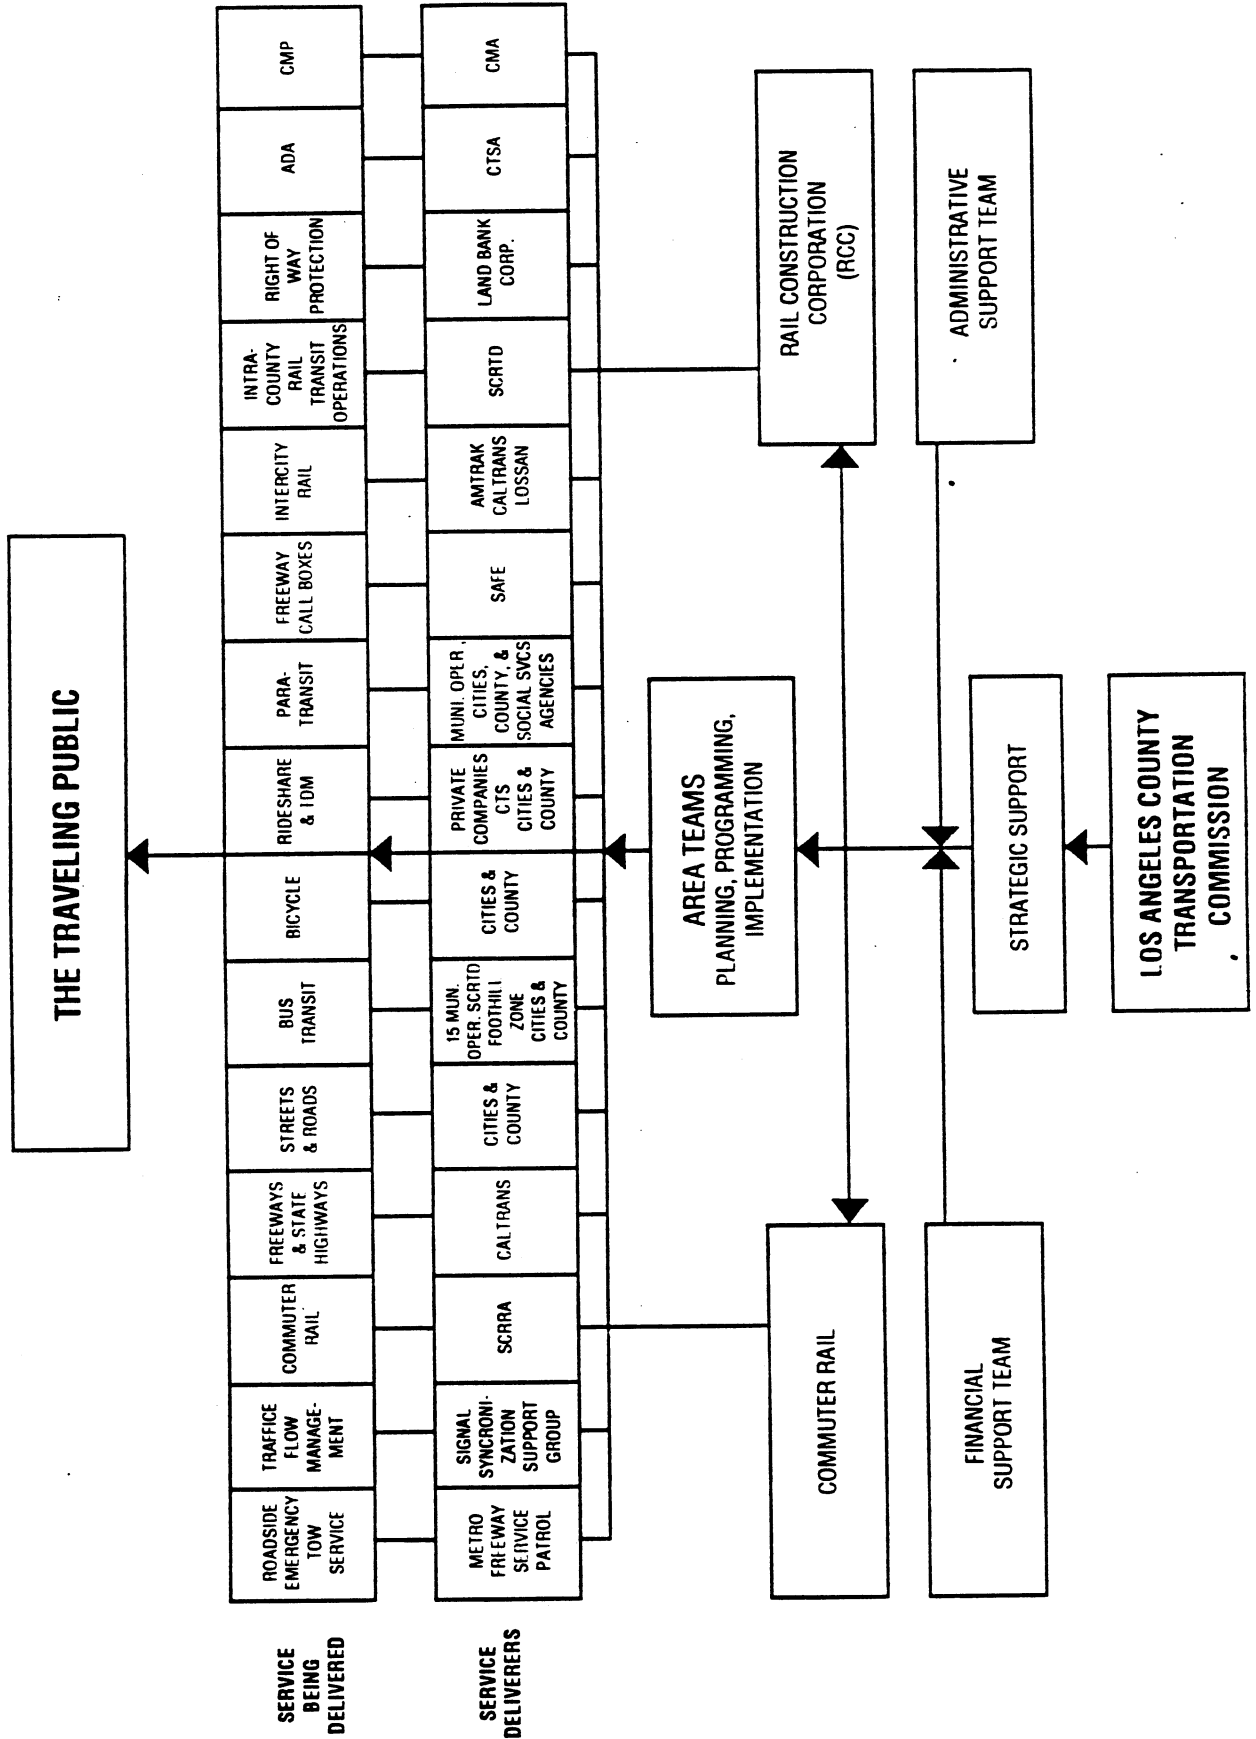 THE TRAVELING PUBLIC
SERVICE
BEING
DELIVERED
ROADSIDE
EMERGENCY
TOW
SERVICE
TRAFFICE
FLOW
MANAGE-
MENT
COMMUTER
RAIL
FREEWAYS
& STATE
HIGHWAYS
STREETS
& ROADS
BUS
TRANSIT
BICYCLE
RIDESHARE
& TDM
PARA-
TRANSIT
FREEWAY
CALL BOXES
INTERCITY
RAIL
INTRA-
COUNTY
RAIL
TRANSIT
OPERATIONS
RIGHT OF
WAY
PROTECTION
ADA
CMP
SERVICE
DELIVERERS
METRO
FREEWAY
SERVICE
PATROL
SIGNAL
SYNCRONI-
ZATION
SUPPORT
GROUP
SCRRA
CALTRANS
CITIES &
COUNTY
15 MUN.
OPER. SCRTD
FOOTHILL
ZONE
CITIES &
COUNTY
CITIES &
COUNTY
PRIVATE
COMPANIES
CTS
CITIES &
COUNTY
MUNI. OPER.,
CITIES,
COUNTY, &
SOCIAL SVCS
AGENCIES
SAFE
AMTRAK
CALTRANS
LOSSAN
SCRTD
LAND BANK
CORP.
CTSA
CMA
AREA TEAMS
PLANNING, PROGRAMMING,
IMPLEMENTATION
COMMUTER RAIL
RAIL CONSTRUCTION
CORPORATION
(RCC)
FINANCIAL
SUPPORT TEAM
ADMINISTRATIVE
SUPPORT TEAM
STRATEGIC SUPPORT
LOS ANGELES COUNTY
TRANSPORTATION
COMMISSION